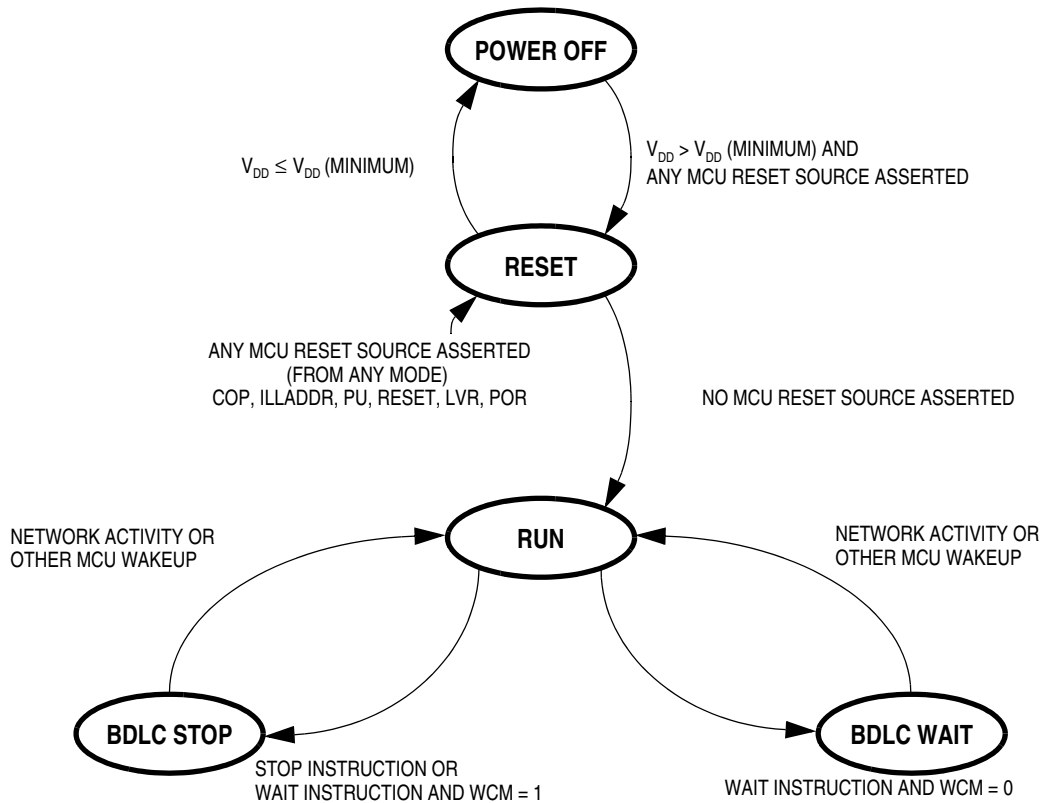 POWER OFF
V_DD ≤ V_DD (MINIMUM)
V_DD > V_DD (MINIMUM) AND
ANY MCU RESET SOURCE ASSERTED
RESET
ANY MCU RESET SOURCE ASSERTED
(FROM ANY MODE)
COP, ILLADDR, PU, RESET, LVR, POR
NO MCU RESET SOURCE ASSERTED
NETWORK ACTIVITY OR
OTHER MCU WAKEUP
RUN
NETWORK ACTIVITY OR
OTHER MCU WAKEUP
BDLC STOP
BDLC WAIT
STOP INSTRUCTION OR
WAIT INSTRUCTION AND WCM = 1
WAIT INSTRUCTION AND WCM = 0